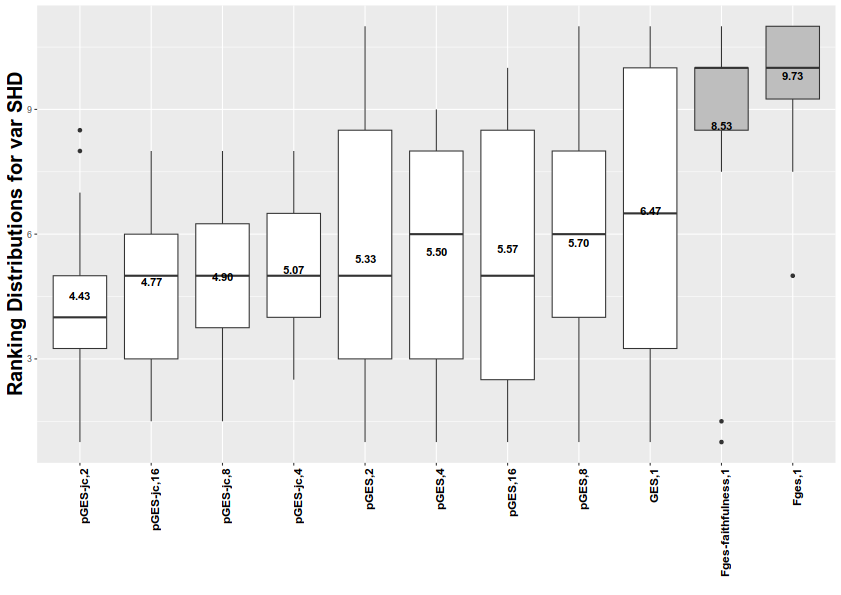 Ranking Distributions for var SHD
9
6
3
4.43
4.77
4.90
5.07
5.33
5.50
5.57
5.70
6.47
8.53
9.73
pGES-jc,2
pGES-jc,16
pGES-jc,8
pGES-jc,4
pGES,2
pGES,4
pGES,16
pGES,8
GES,1
Fges-faithfulness,1
Fges,1